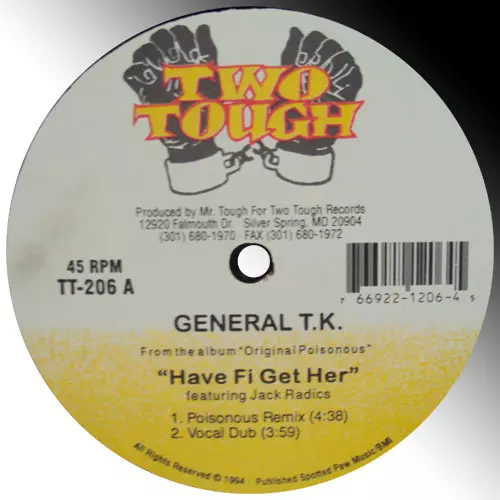 TWO
TOUGH
Produced by Mr. Tough For Two Tough Records
12920 Falmouth Dr. Silver Spring, MD 20904
(301) 680-1970 FAX (301) 680-1972
45 RPM
TT-206 A
7 66922-1206-4 5
GENERAL T.K.
From the album "Original Poisonous"
"Have Fi Get Her"
featuring Jack Radics
1. Poisonous Remix (4:38)
2. Vocal Dub (3:59)
All Rights Reserved © 1994 Published Spotted Paw Music/BMI